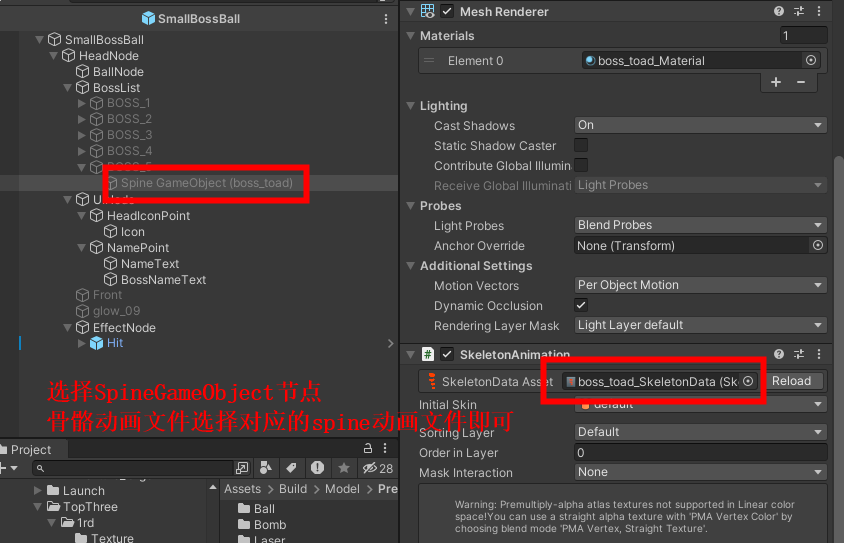 SmallBossBall
SmallBossBall
HeadNode
BallNode
BossList
BOSS_1
BOSS_2
BOSS_3
BOSS_4
Spine GameObject (boss_toad)
HeadIconPoint
Icon
NamePoint
NameText
BossNameText
Front
glow_09
EffectNode
Hit
选择SpineGameObject节点
骨骼动画文件选择对应的spine动画文件即可
Project
28
Launch
TopThree
1rd
Texture
Assets > Build > Model > Pre
Ball
Bomb
Laser
Mesh Renderer
Materials 1
Element 0 boss_toad_Material
Lighting
Cast Shadows On
Static Shadow Caster
Contribute Global Illumin
Receive Global Illuminati Light Probes
Probes
Light Probes Blend Probes
Anchor Override None (Transform)
Additional Settings
Motion Vectors Per Object Motion
Dynamic Occlusion
Rendering Layer Mask Light Layer default
SkeletonAnimation
SkeletonData Asset boss_toad_SkeletonData (Sk Reload
Initial Skin default
Sorting Layer Default
Order in Layer 0
Mask Interaction None
Warning: Premultiply-alpha atlas textures not supported in Linear color
space!You can use a straight alpha texture with 'PMA Vertex Color' by
choosing blend mode 'PMA Vertex, Straight Texture'.